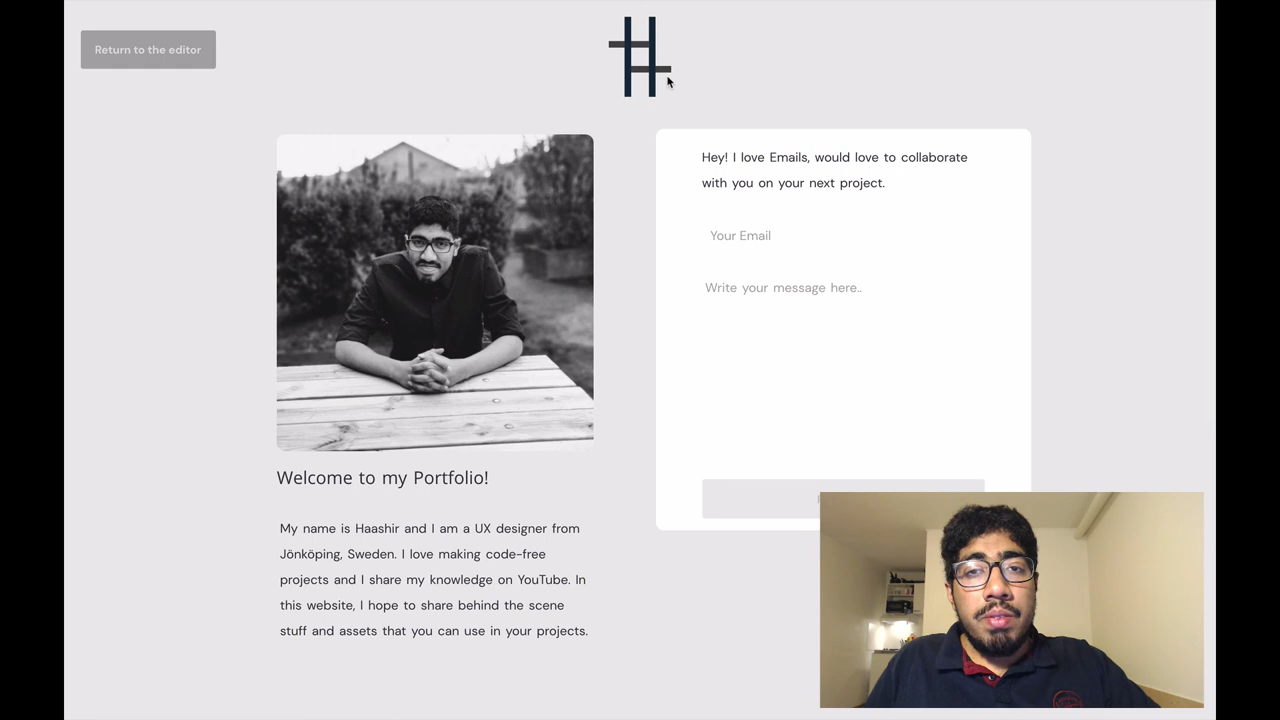 Return to the editor
Hey! I love Emails, would love to collaborate
with you on your next project.
Your Email
Write your message here..
Welcome to my Portfolio!
My name is Haashir and I am a UX designer from
Jönköping, Sweden. I love making code-free
projects and I share my knowledge on YouTube. In
this website, I hope to share behind the scene
stuff and assets that you can use in your projects.